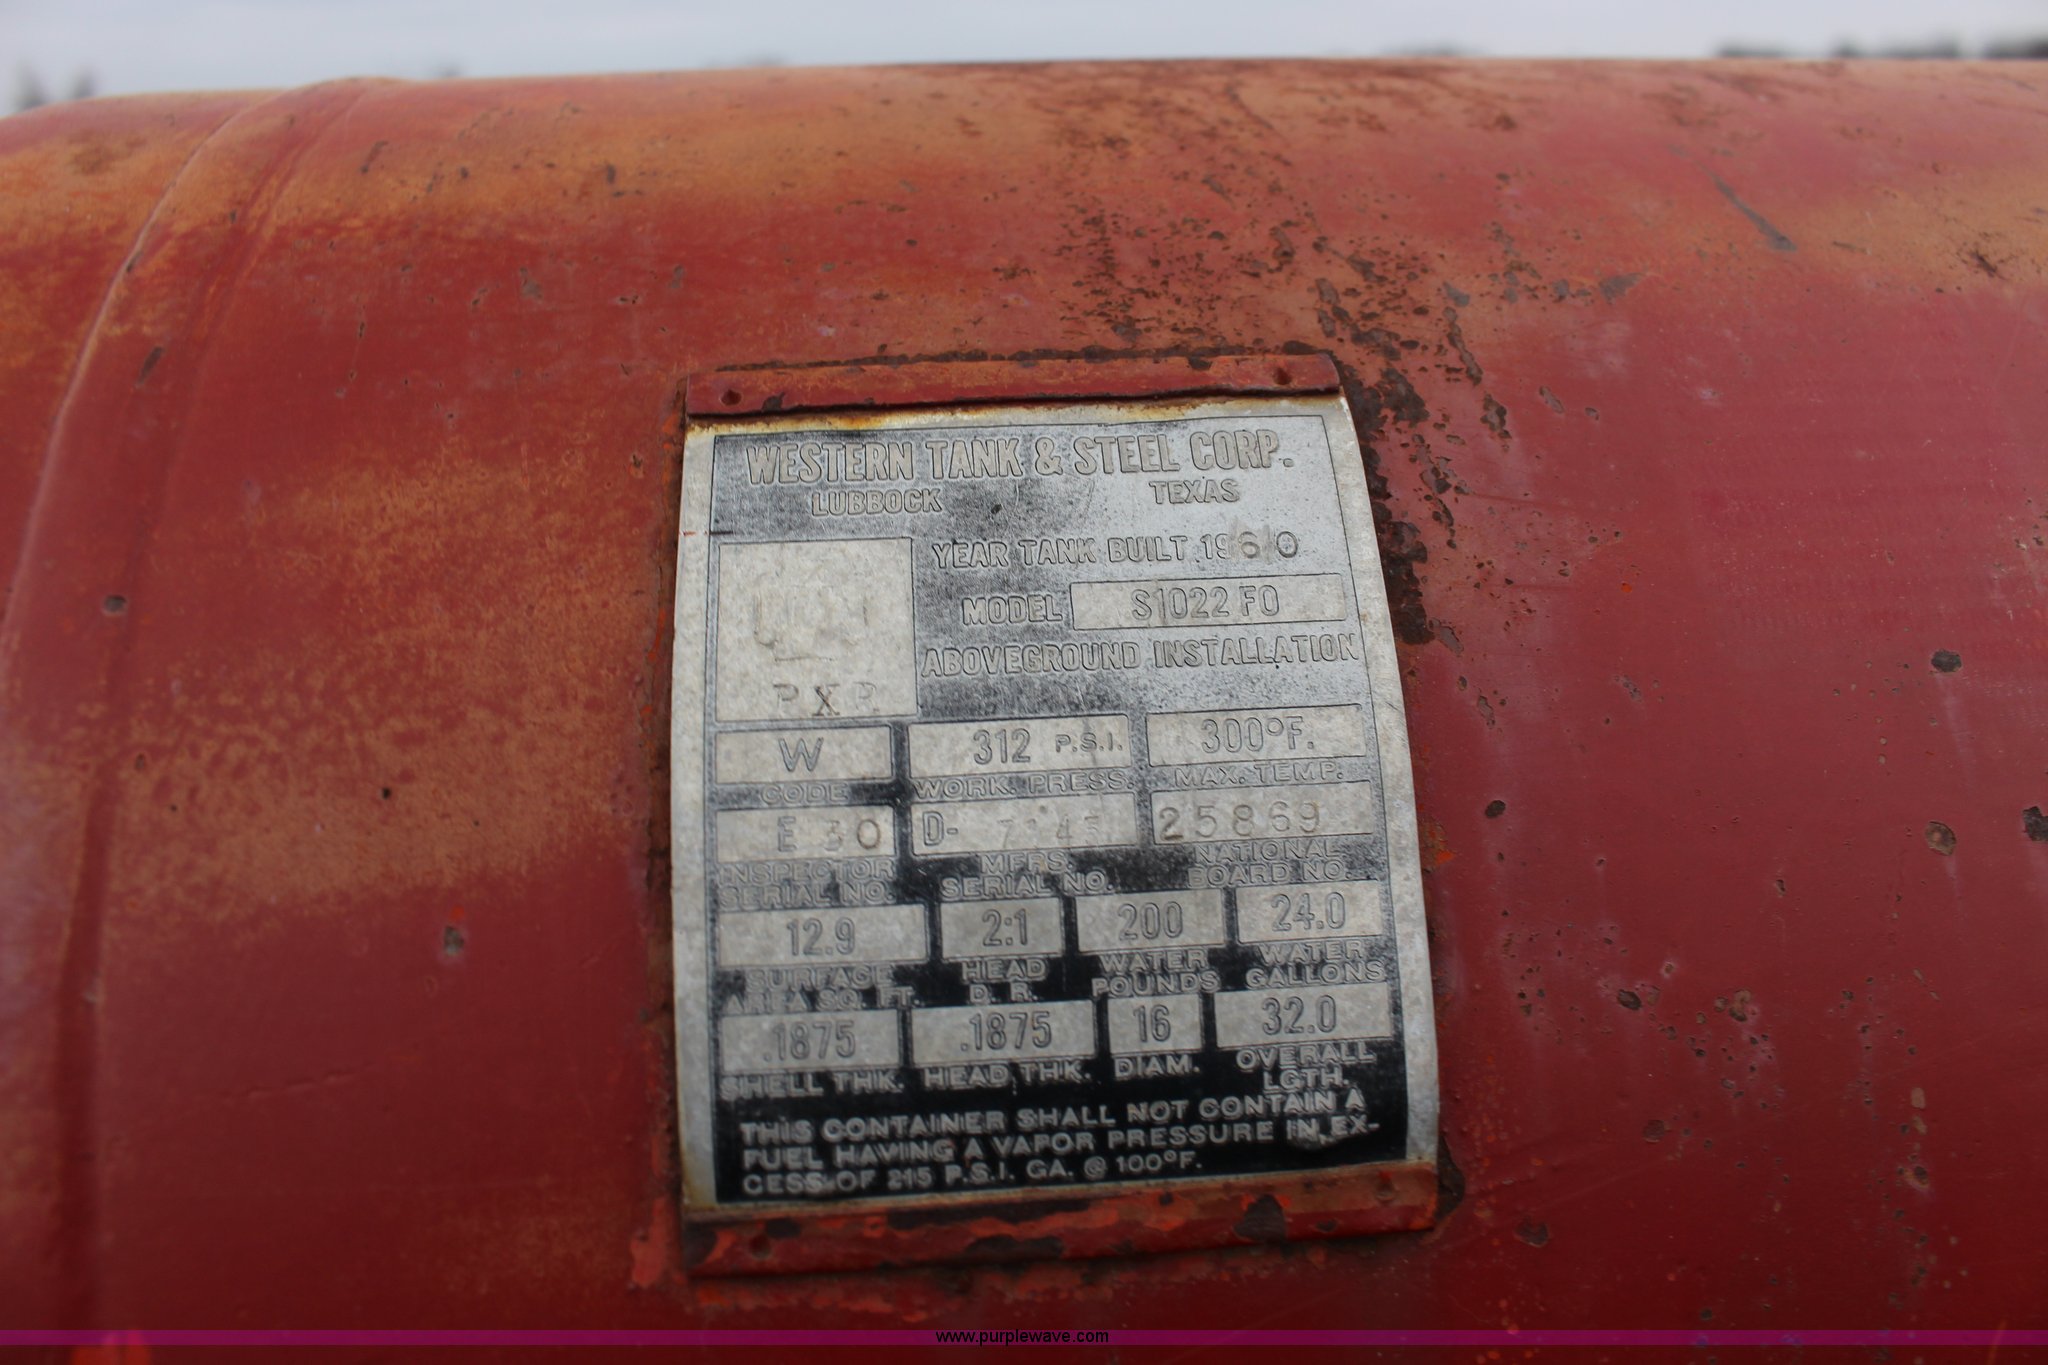 WESTERN TANK & STEEL CORP.
LUBBOCK TEXAS
YEAR TANK BUILT 1960
MODEL S1022 FO
ABOVEGROUND INSTALLATION
W 312 P.S.I. 300°F.
CODE WORK. PRESS. MAX. TEMP.
E 30 D- 25869
INSPECTOR SERIAL NO. MFRS. SERIAL NO. NATIONAL BOARD NO.
12.9 2:1 200 24.0
SURFACE AREA SQ. FT. HEAD D. R. WATER POUNDS WATER GALLONS
.1875 .1875 16 32.0
SHELL THK. HEAD THK. DIAM. OVERALL LGTH.
THIS CONTAINER SHALL NOT CONTAIN A
FUEL HAVING A VAPOR PRESSURE IN EX-
CESS OF 215 P.S.I. GA. @ 100°F.
www.purplewave.com